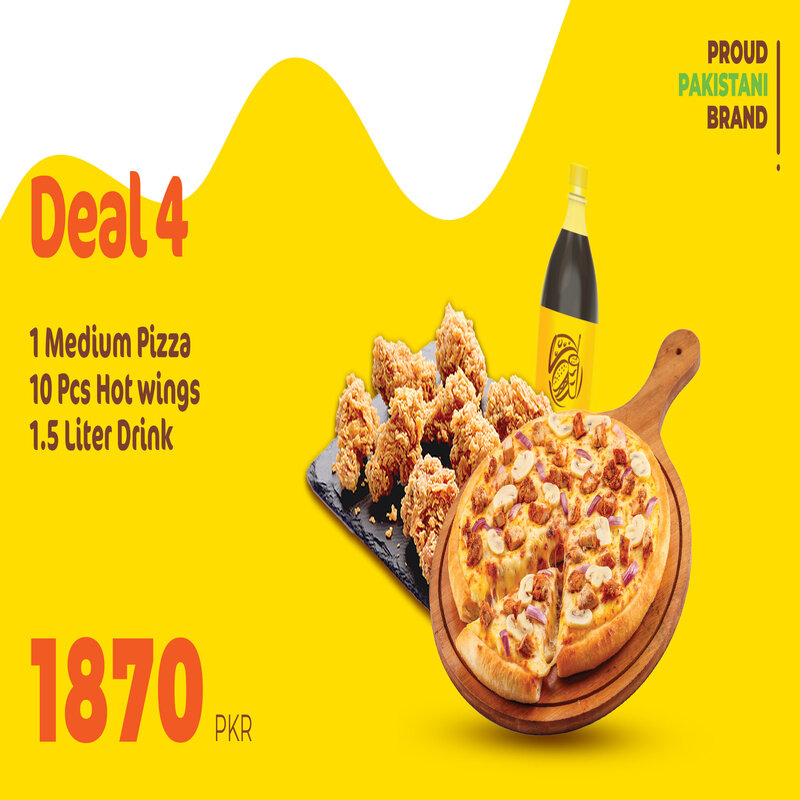 PROUD
PAKISTANI
BRAND
Deal 4
1 Medium Pizza
10 Pcs Hot wings
1.5 Liter Drink
1870 PKR